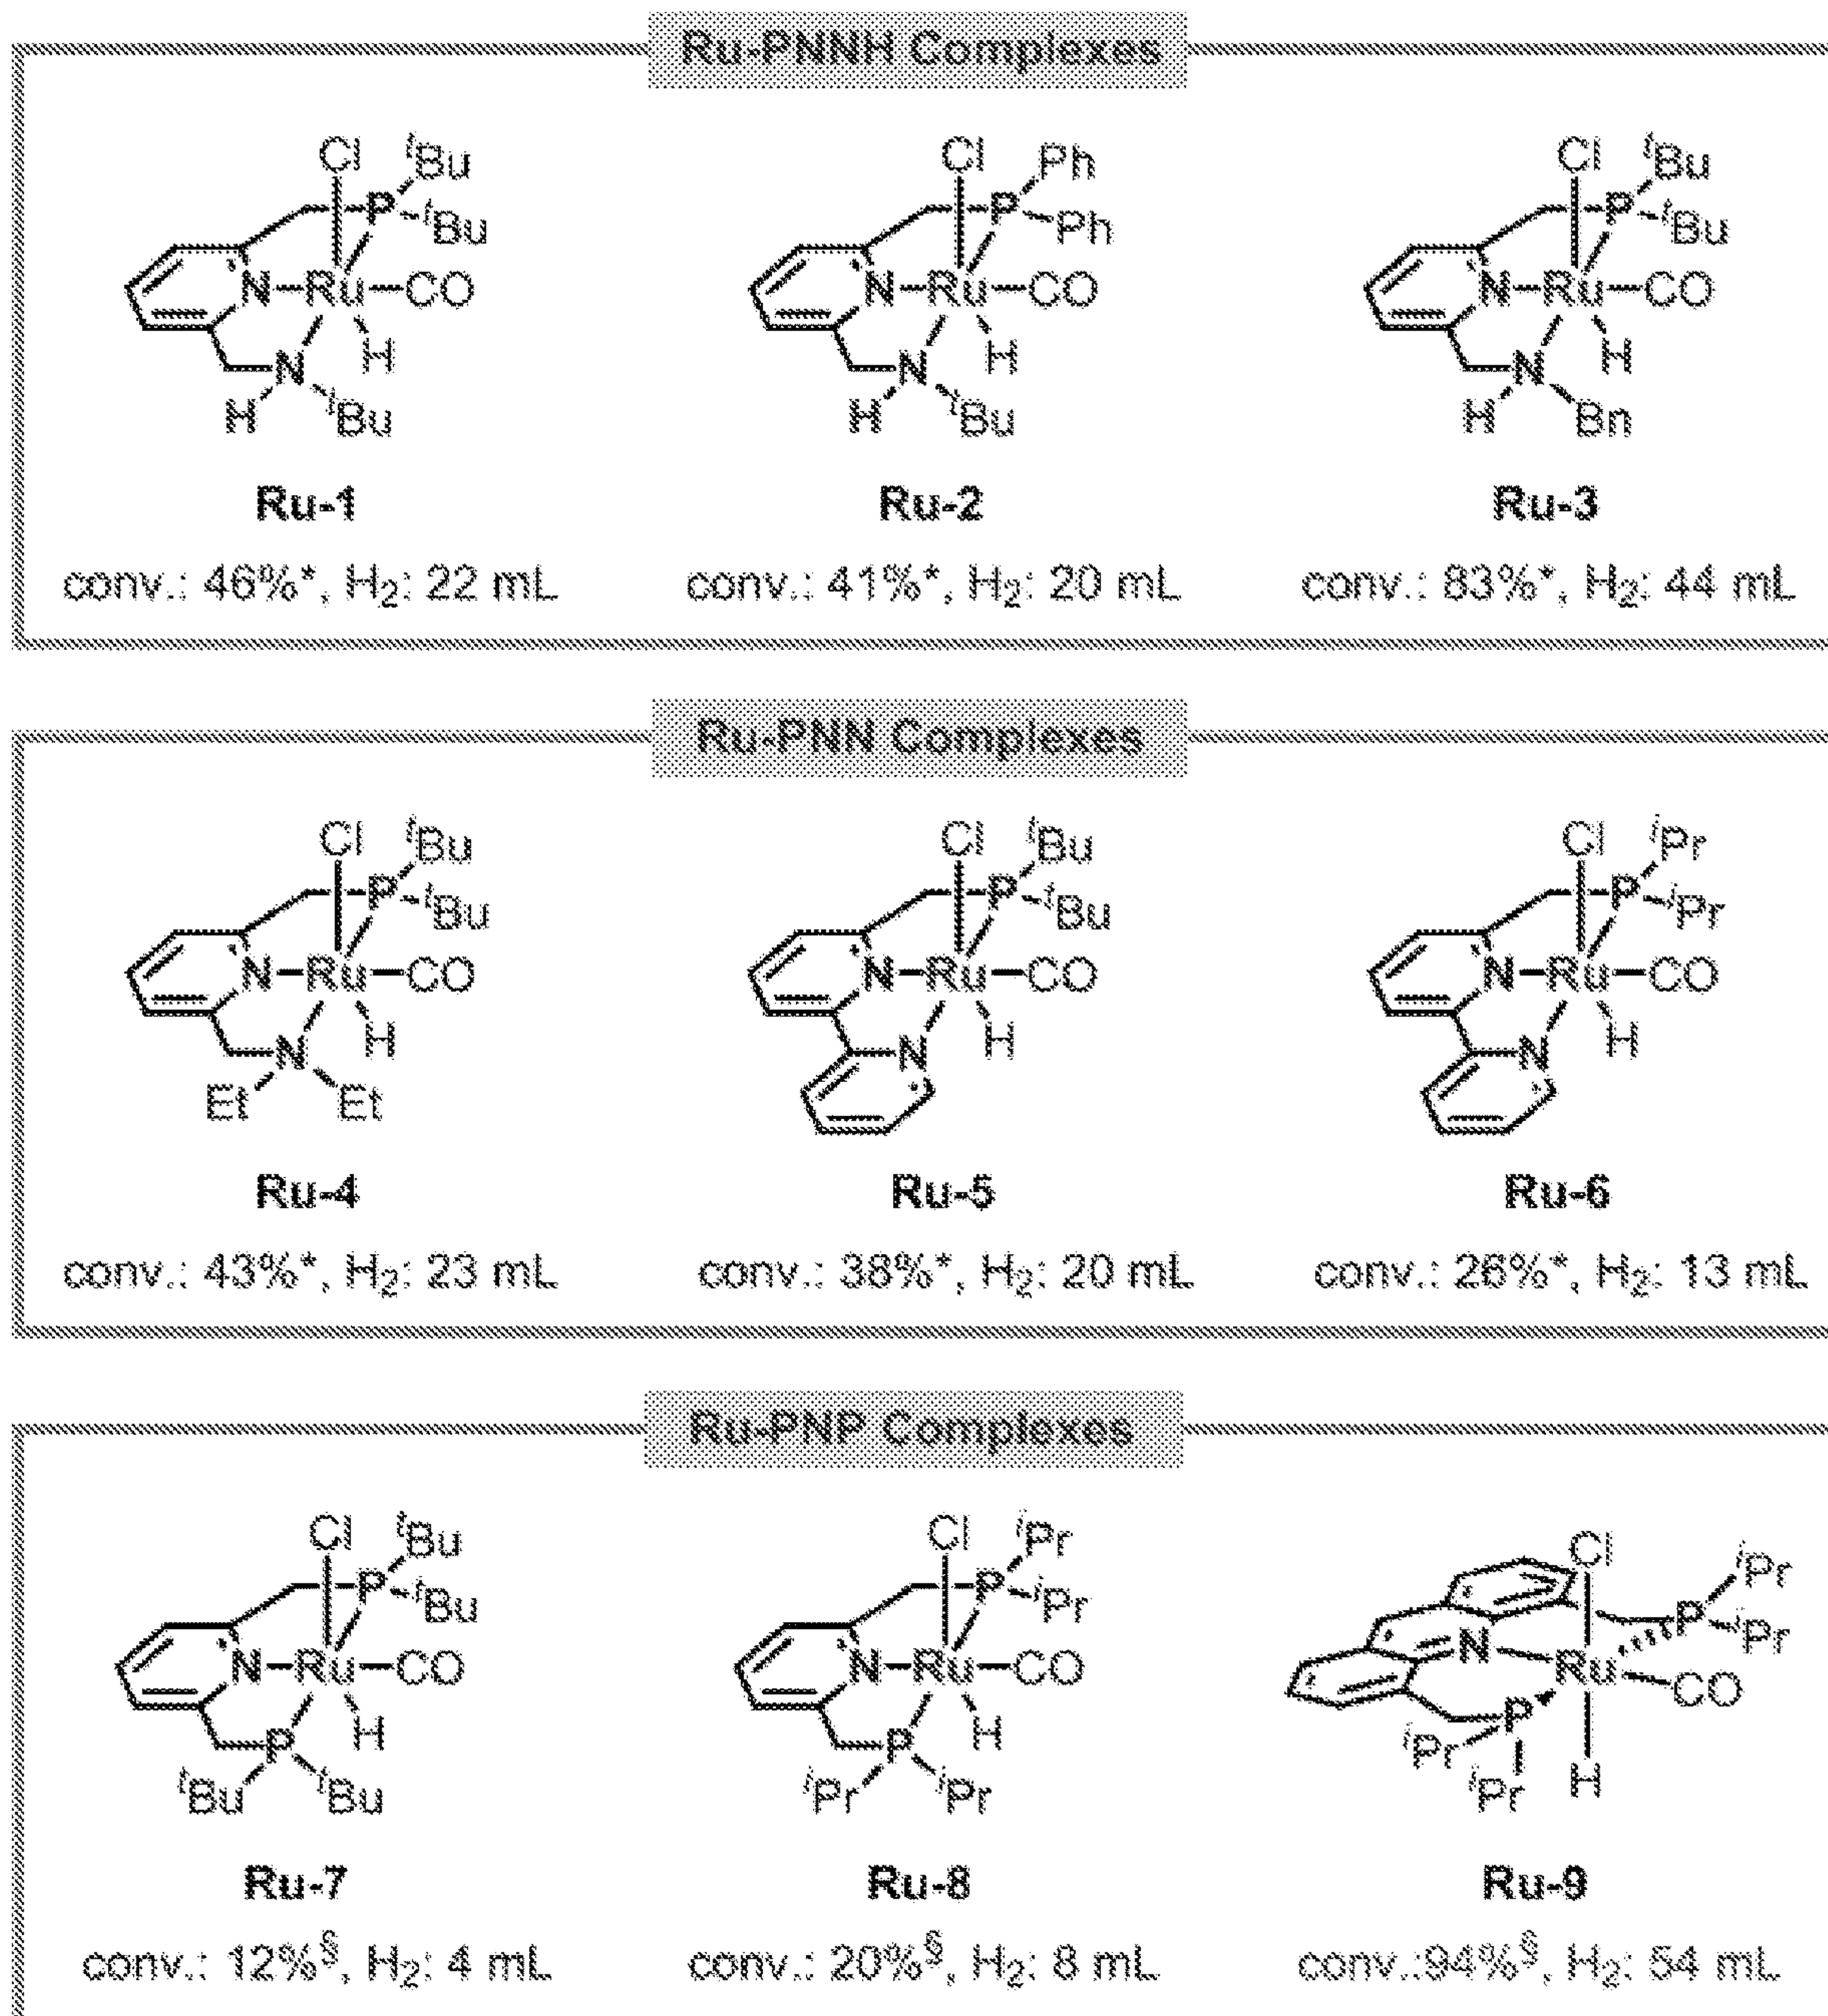 Ru-PNNH Complexes
Cl tBu
P tBu
N Ru CO
H
N
H tBu
Ru-1
conv.: 46%*, H2: 22 mL
Cl Ph
P Ph
N Ru CO
H
N
H tBu
Ru-2
conv.: 41%*, H2: 20 mL
Cl tBu
P tBu
N Ru CO
H
N
H Bn
Ru-3
conv.: 83%*, H2: 44 mL
Ru-PNN Complexes
Cl tBu
P tBu
N Ru CO
H
N
Et Et
Ru-4
conv.: 43%*, H2: 23 mL
Cl tBu
P tBu
N Ru CO
H
N
Ru-5
conv.: 38%*, H2: 20 mL
Cl iPr
P iPr
N Ru CO
H
N
Ru-6
conv.: 26%*, H2: 13 mL
Ru-PNP Complexes
Cl tBu
P tBu
N Ru CO
H
P
tBu tBu
Ru-7
conv.: 12%§, H2: 4 mL
Cl iPr
P iPr
N Ru CO
H
P
iPr iPr
Ru-8
conv.: 20%§, H2: 8 mL
Cl iPr
P iPr
N Ru CO
P
iPr
iPr H
Ru-9
conv.:94%§, H2: 54 mL